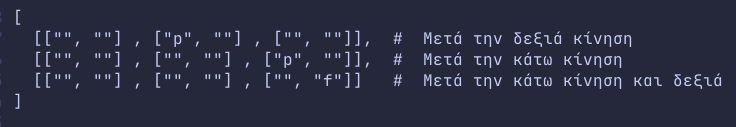 [
[["", ""] , ["p", ""] , ["", ""]],  #  Μετά την δεξιά κίνηση
[["", ""] , ["", ""] , ["p", ""]],  #  Μετά την κάτω κίνηση
[["", ""] , ["", ""] , ["", "f"]]   #  Μετά την κάτω κίνηση και δεξιά
]